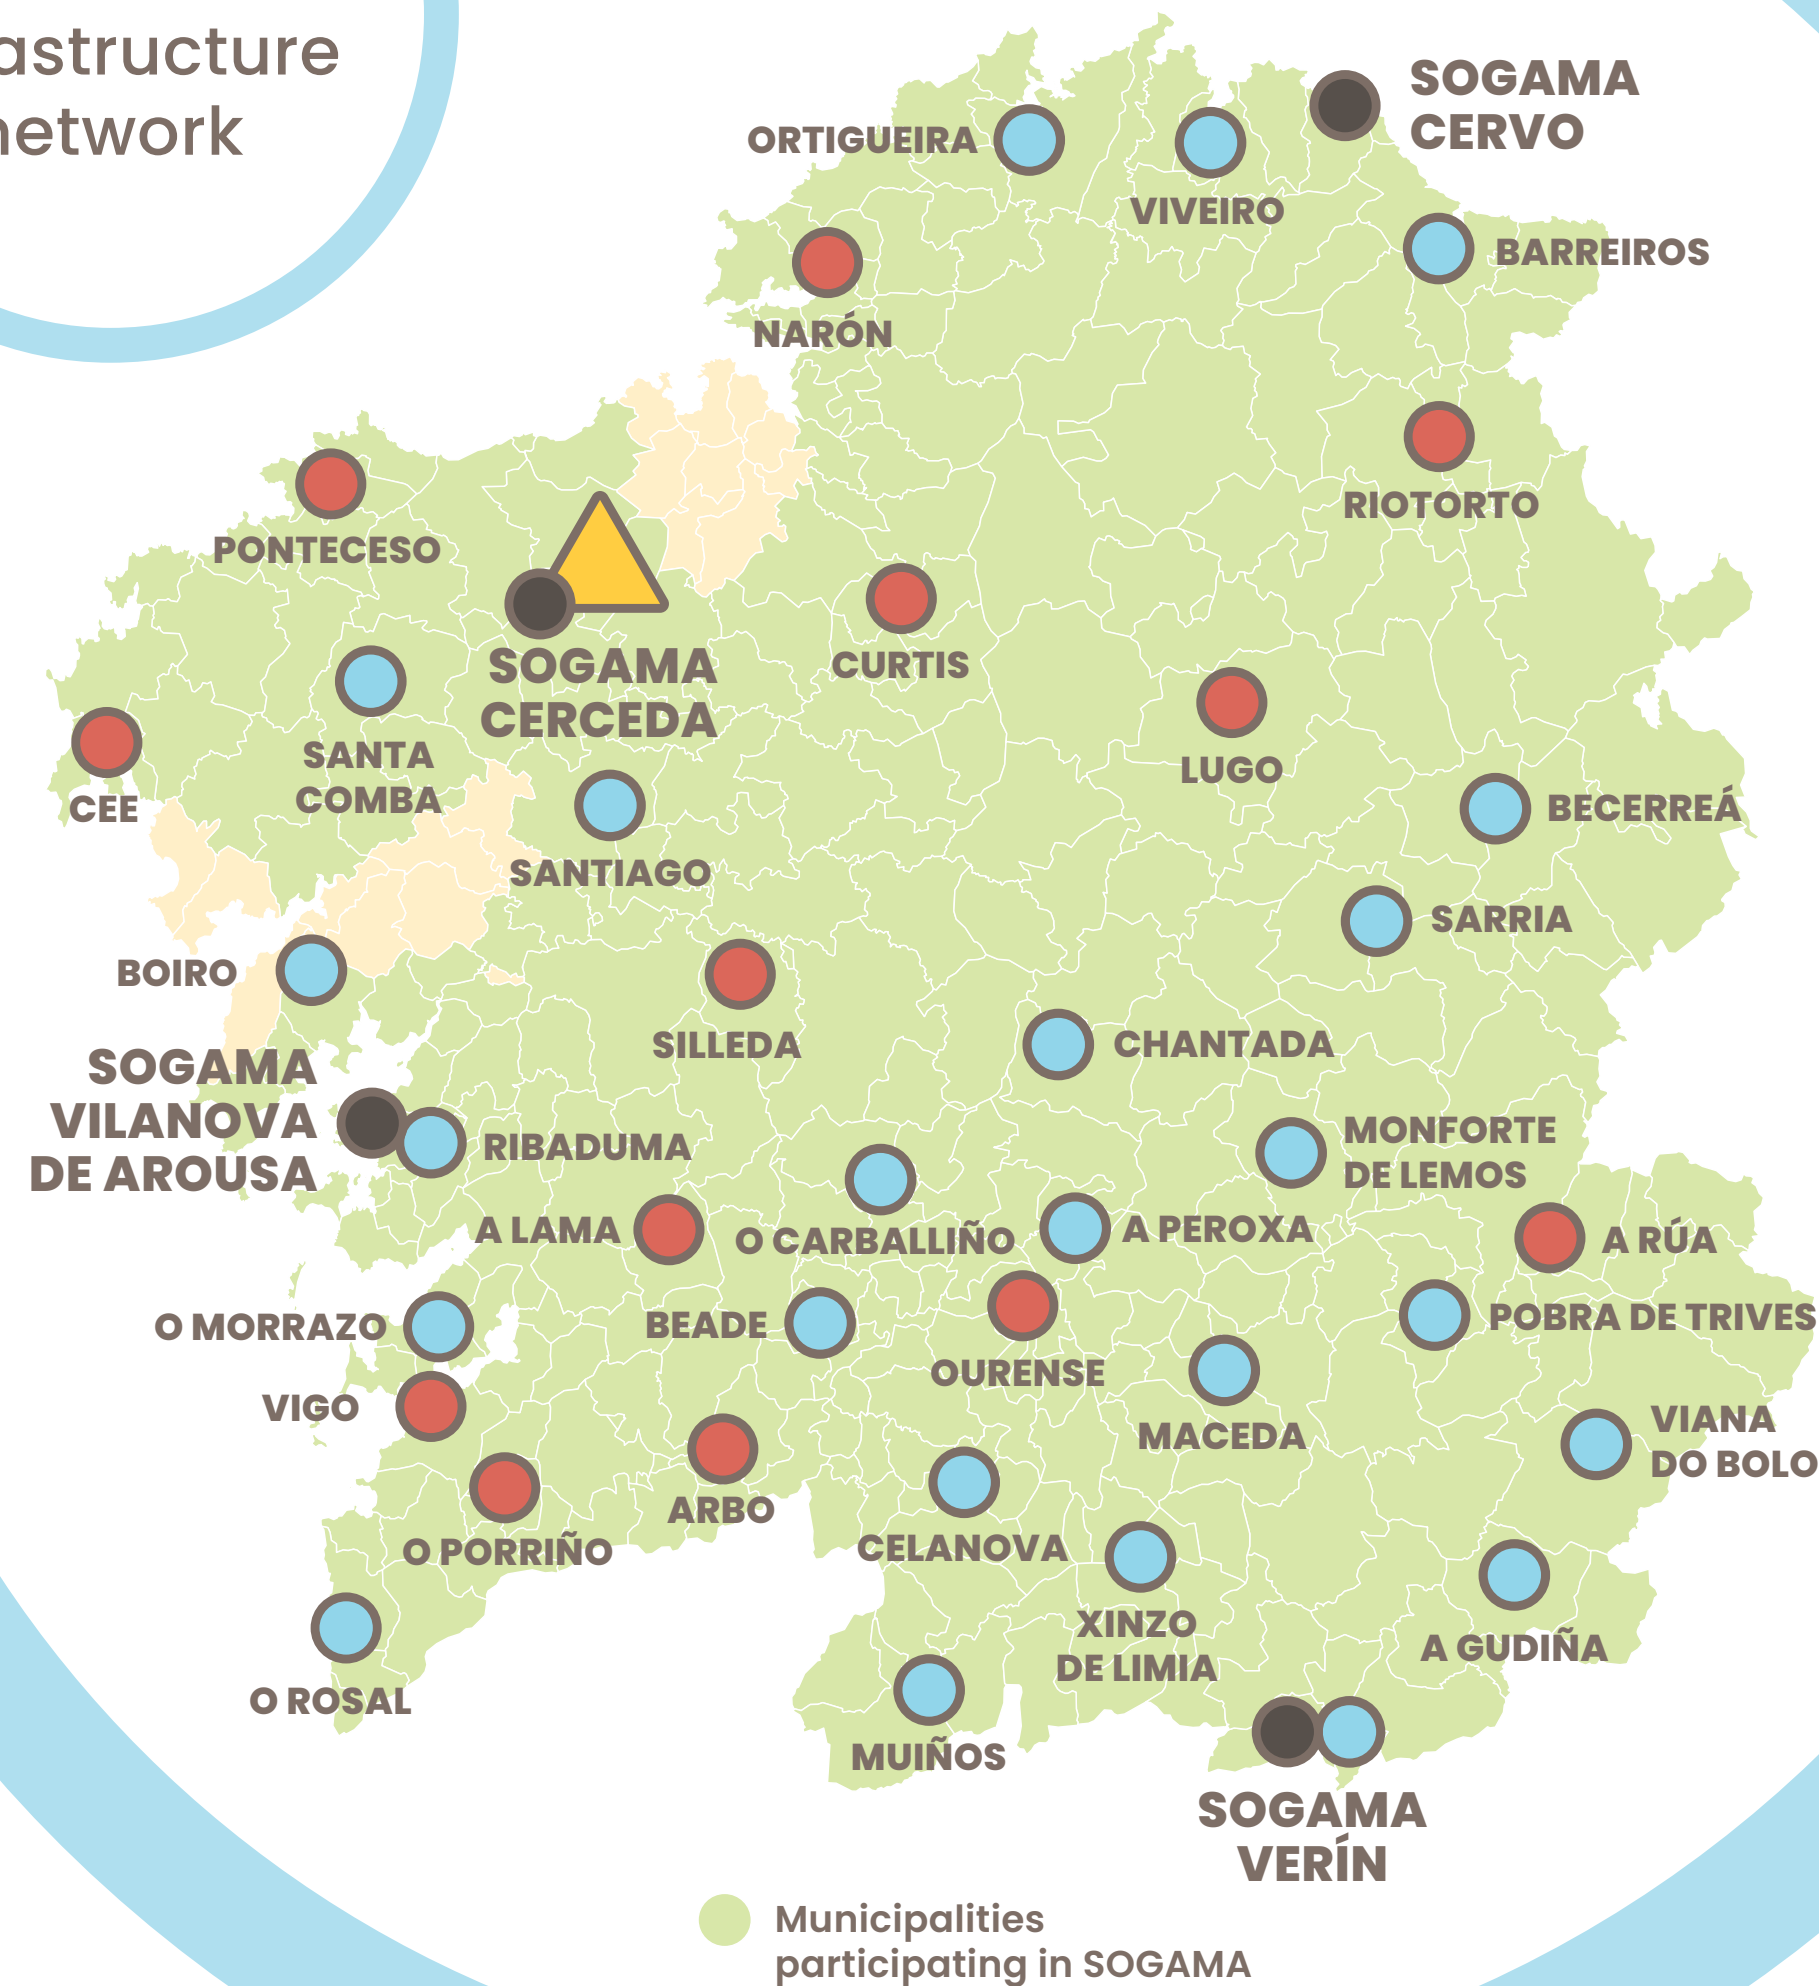 astructure
network
SOGAMA
CERVO
ORTIGUEIRA
VIVEIRO
BARREIROS
NARÓN
RIOTORTO
PONTECESO
CURTIS
SOGAMA
CERCEDA
LUGO
SANTA
COMBA
CEE
BECERREÁ
SANTIAGO
SARRIA
BOIRO
SILLEDA
CHANTADA
SOGAMA
VILANOVA
DE AROUSA
RIBADUMA
MONFORTE
DE LEMOS
A LAMA
O CARBALLIÑO
A PEROXA
A RÚA
O MORRAZO
BEADE
POBRA DE TRIVES
OURENSE
VIGO
MACEDA
VIANA
DO BOLO
ARBO
O PORRIÑO
CELANOVA
XINZO
DE LIMIA
A GUDIÑA
O ROSAL
MUIÑOS
SOGAMA
VERÍN
Municipalities
participating in SOGAMA